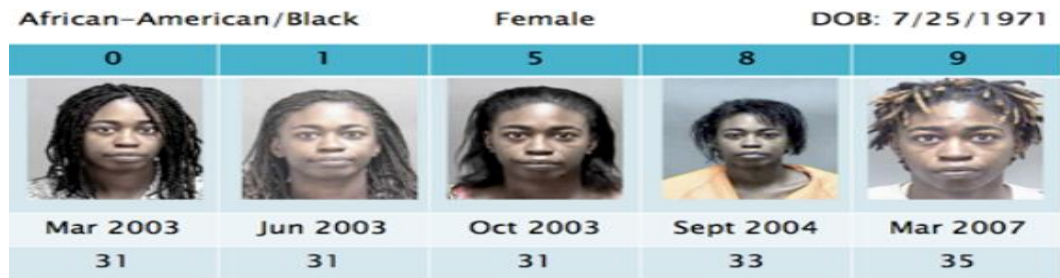 African-American/Black Female DOB: 7/25/1971
0 1 5 8 9
Mar 2003 Jun 2003 Oct 2003 Sept 2004 Mar 2007
31 31 31 33 35